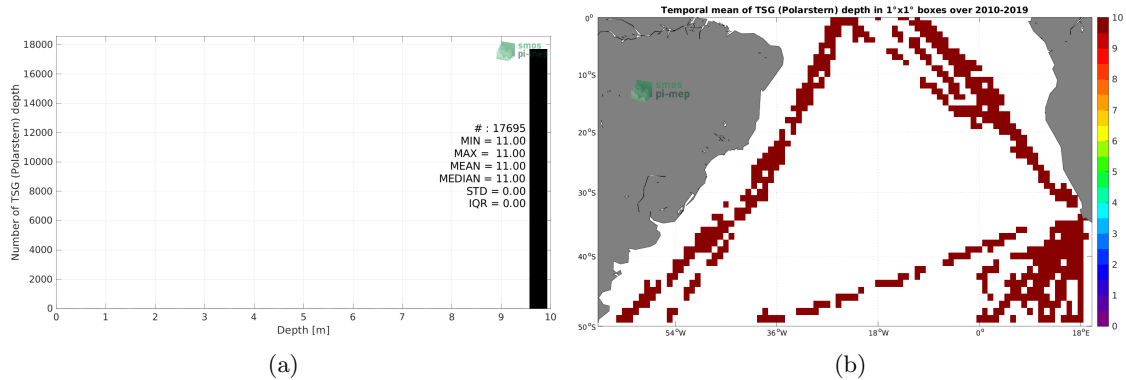 18000
16000
14000
12000
10000
8000
6000
4000
2000
0
Number of TSG (Polarstern) depth
smos
pi-mep
# : 17695
MIN = 11.00
MAX = 11.00
MEAN = 11.00
MEDIAN = 11.00
STD = 0.00
IQR = 0.00
0 1 2 3 4 5 6 7 8 9 10
Depth [m]
(a)
Temporal mean of TSG (Polarstern) depth in 1°x1° boxes over 2010-2019
0°
10°S
20°S
30°S
40°S
50°S
smos
pi-mep
54°W 36°W 18°W 0° 18°E
10
9
8
7
6
5
4
3
2
1
0
(b)